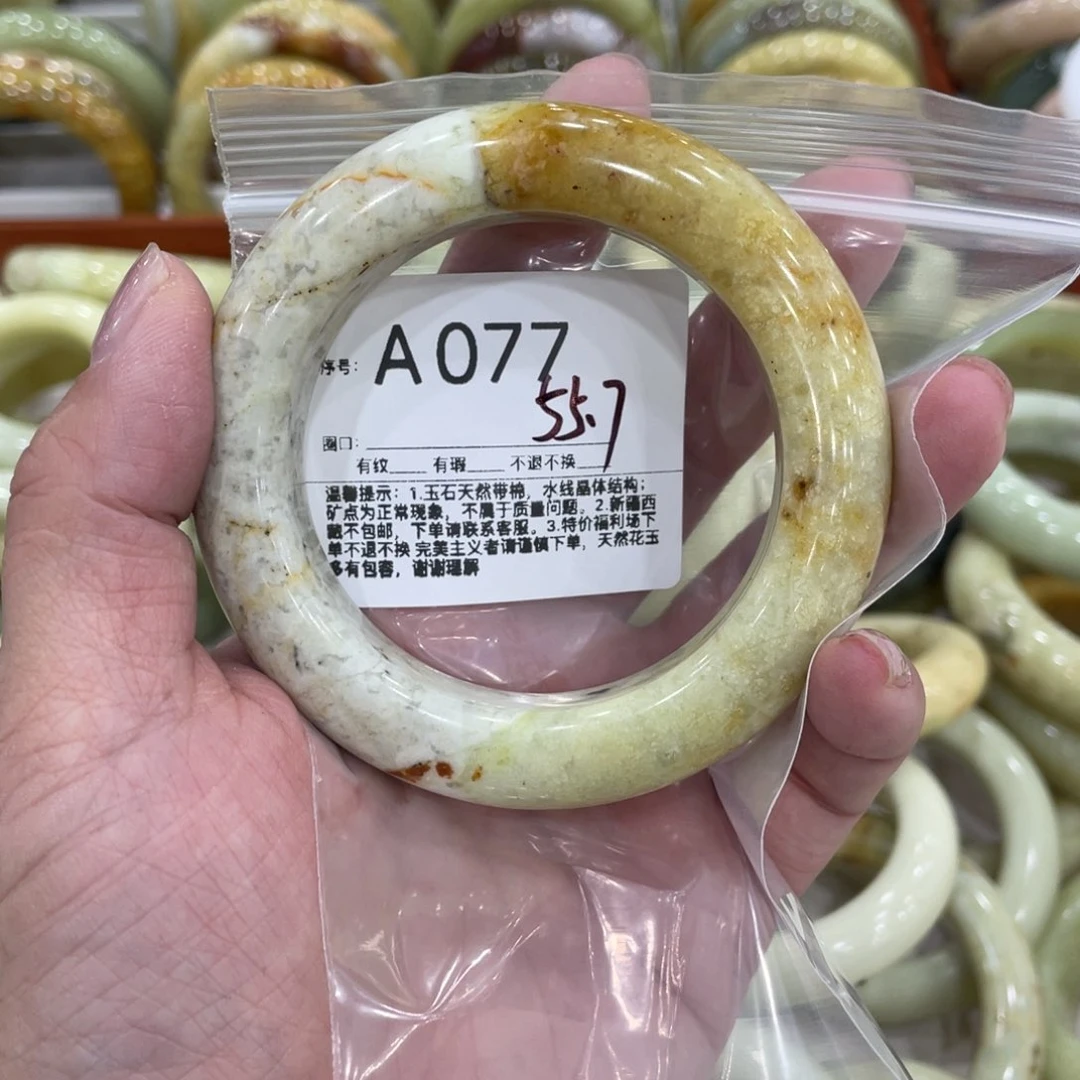 序号: A077
55.7
圈口:
有纹____ 有瑕____ 不退不换____
温馨提示：1.玉石天然带棉，水线晶体结构；
矿点为正常现象，不属于质量问题。2.新疆西
藏不包邮，下单请联系客服。3.特价福利场下
单不退不换 完美主义者请谨慎下单，天然花玉
多有包容，谢谢理解